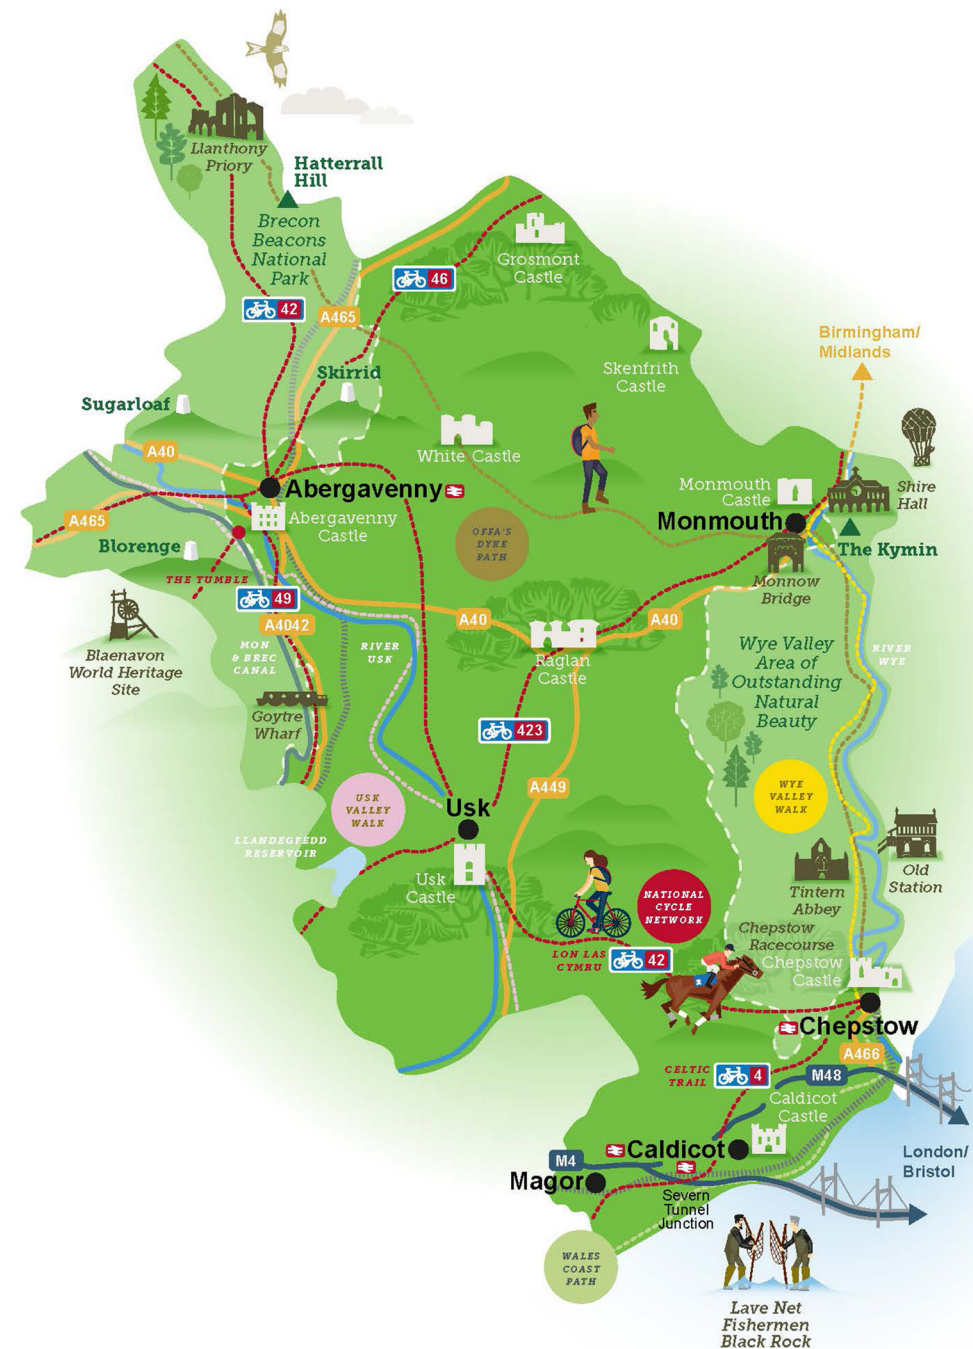 Llanthony
Priory
Hatterrall
Hill
Brecon
Beacons
National
Park
Grosmont
Castle
46
42
A465
Birmingham/
Midlands
Skenfrith
Castle
Skirrid
Sugarloaf
White Castle
A40
Shire
Hall
Monmouth
Castle
Abergavenny
Monmouth
A465
Abergavenny
Castle
OFFA'S
DYKE
PATH
The Kymin
Blorenge
THE TUMBLE
Monnow
Bridge
49
A4042
A40
A40
RIVER
USK
MON
& BREC
CANAL
RIVER
WYE
Blaenavon
World Heritage
Site
Raglan
Castle
Wye Valley
Area of
Outstanding
Natural
Beauty
Goytre
Wharf
423
A449
USK
VALLEY
WALK
WYE
VALLEY
WALK
Usk
LLANDEGFEDD
RESERVOIR
Usk
Castle
Old
Station
Tintern
Abbey
NATIONAL
CYCLE
NETWORK
Chepstow
Racecourse
Chepstow
Castle
LON LAS
CYMRU
42
2
Chepstow
A466
CELTIC
TRAIL
4
M48
Caldicot
Castle
Caldicot
London/
Bristol
M4
Magor
Severn
Tunnel
Junction
WALES
COAST
PATH
Lave Net
Fishermen
Black Rock